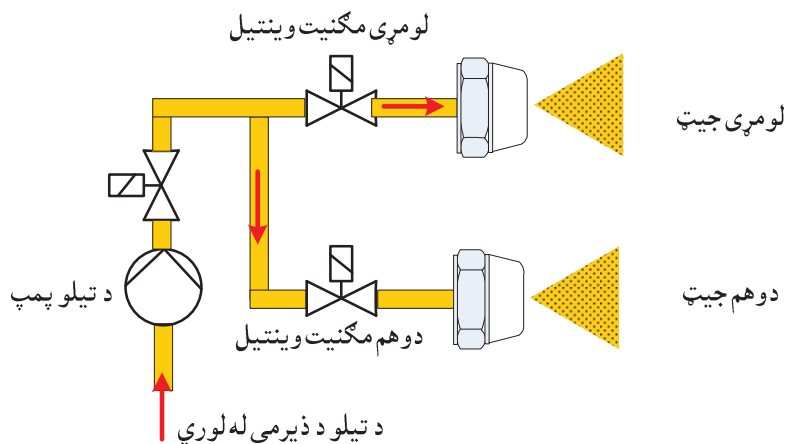 لومړی مګنیت وینتیل
لومړی جیټ
د تیلو پمپ
دوهم جیټ
دوهم مګنیت وینتیل
د تیلو د ذیرمی له لوري